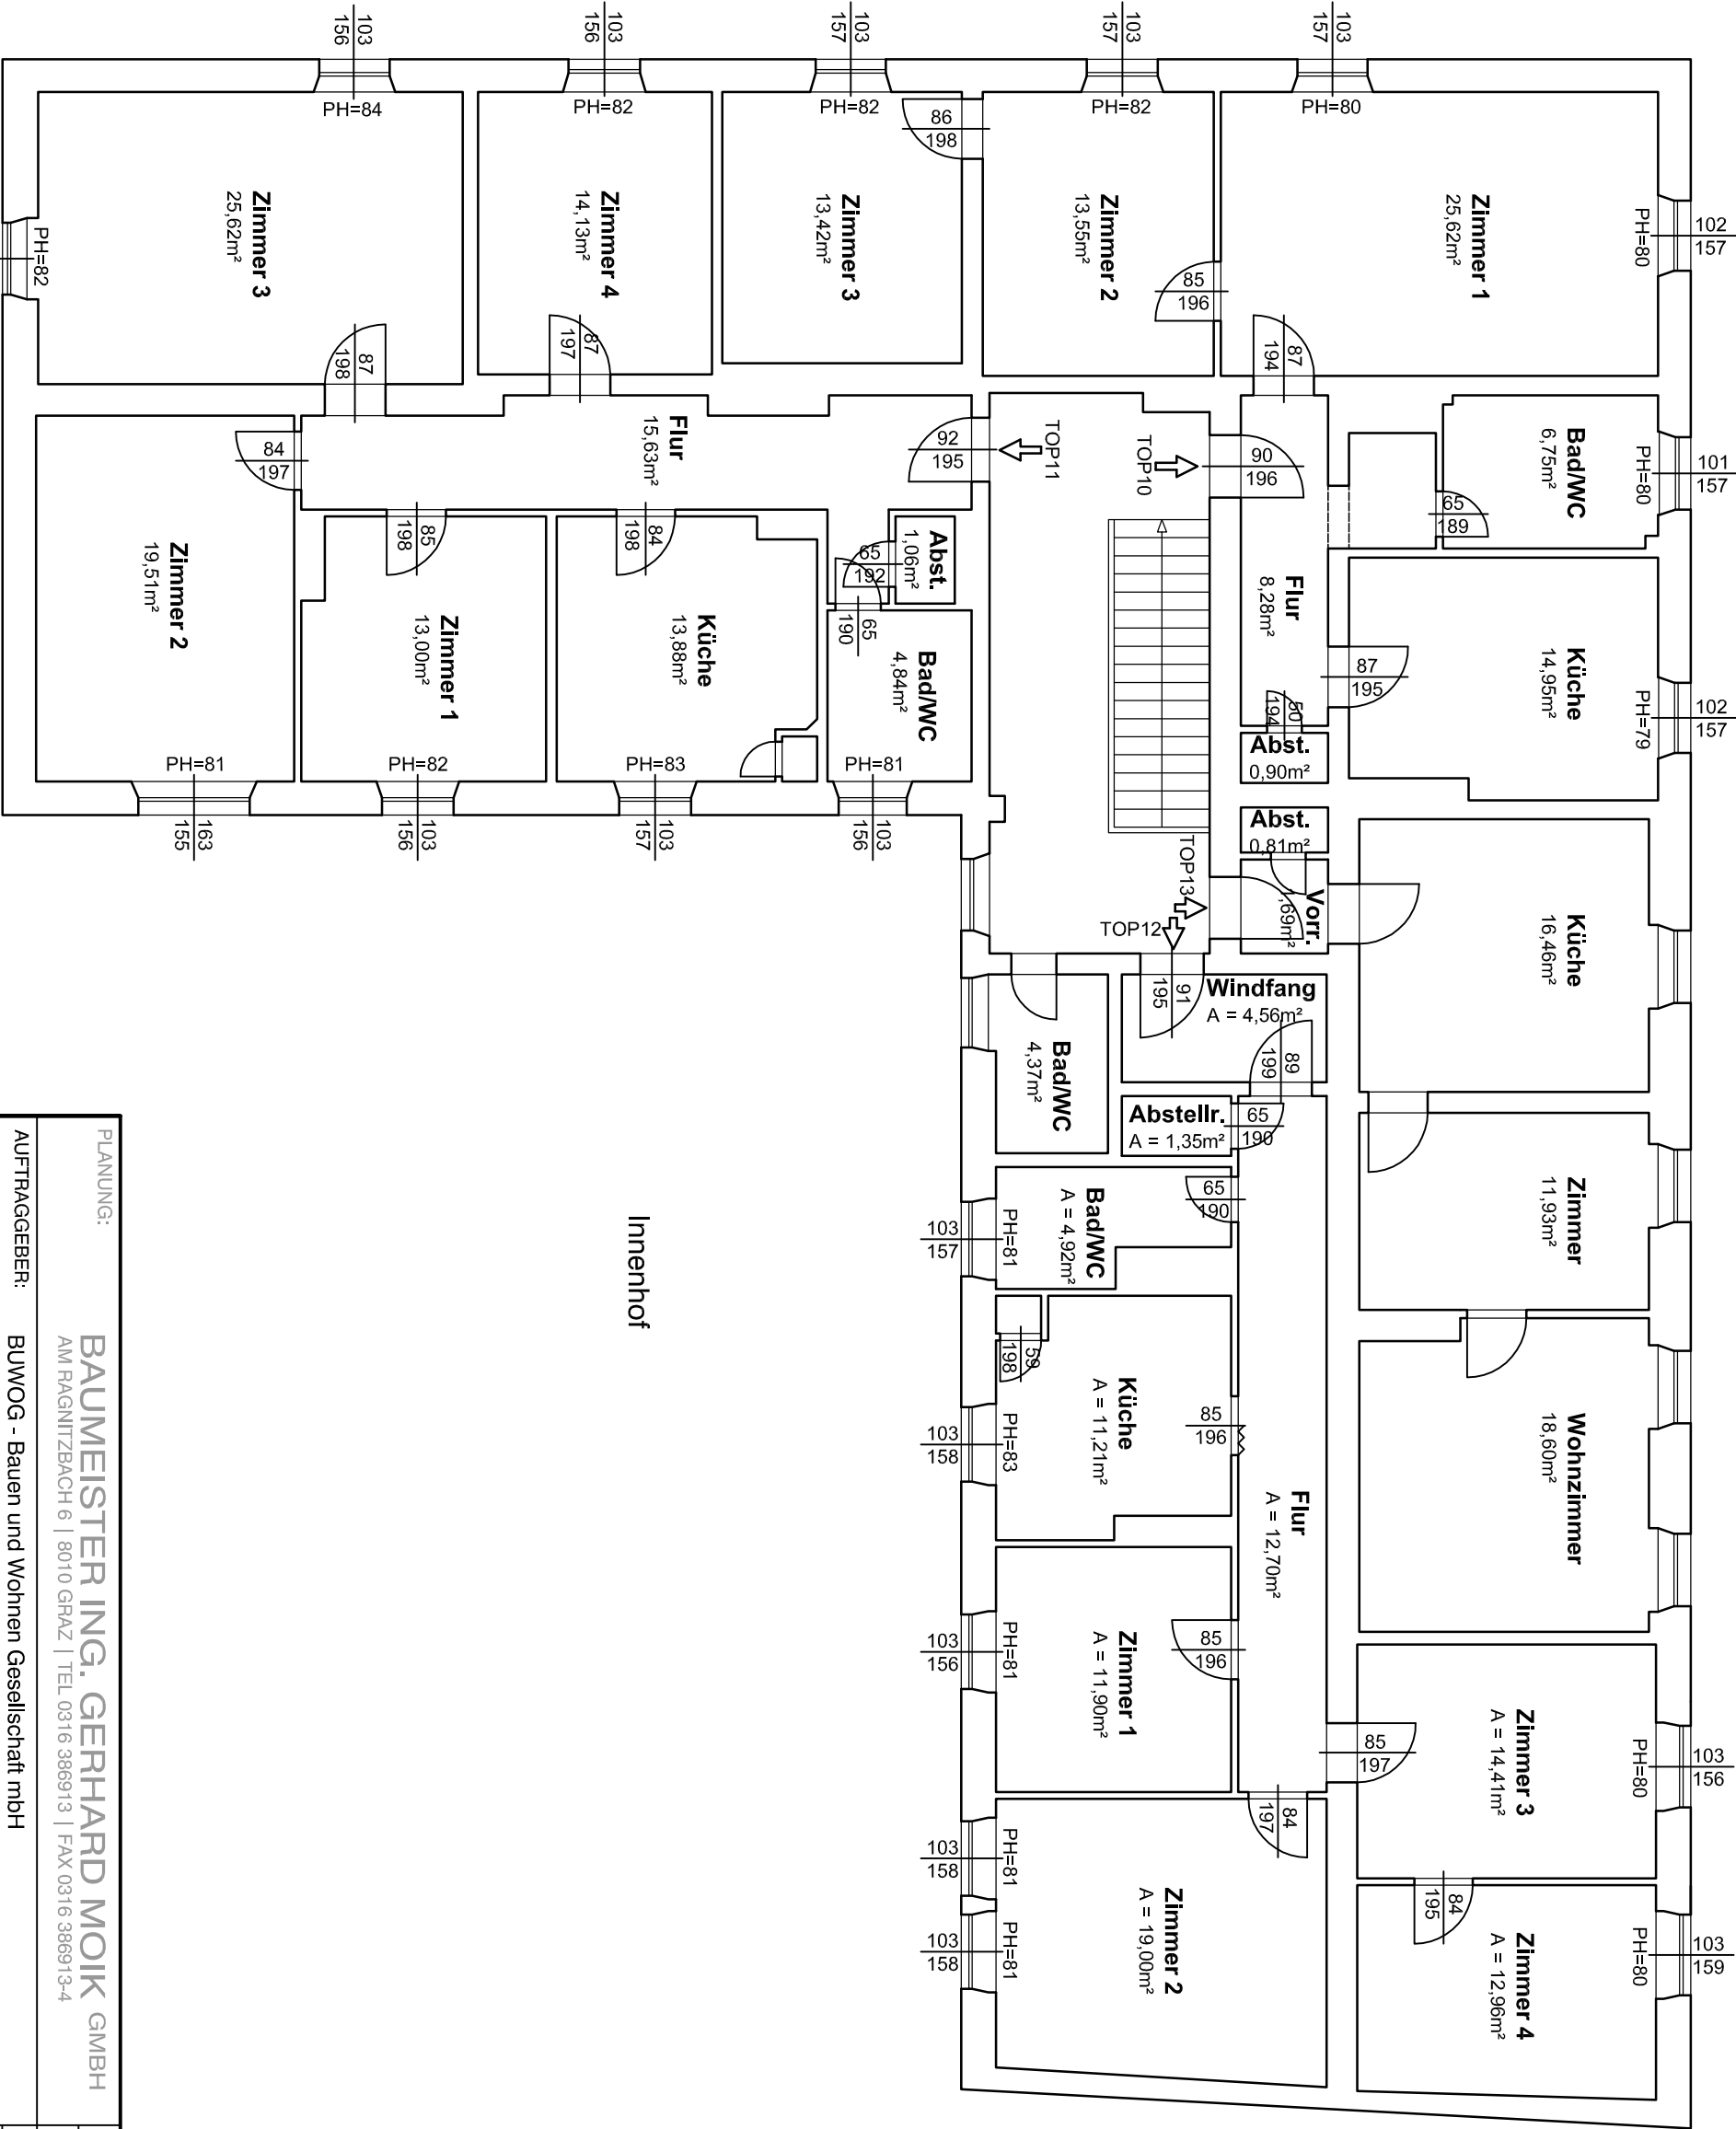 103
156
103
156
103
157
103
157
103
157
PH=84
PH=82
PH=82
PH=82
PH=80
86
198
Zimmer 3
25,62m²
Zimmer 4
14,13m²
Zimmer 3
13,42m²
Zimmer 2
13,55m²
Zimmer 1
25,62m²
PH=80
102
157
PH=82
85
196
87
198
87
197
87
194
Flur
15,63m²
92
195
TOP11
TOP10
90
196
Bad/WC
6,75m²
PH=80
101
157
65
189
84
197
85
198
84
198
Abst.
1,06m²
65
192
65
190
Zimmer 2
19,51m²
Zimmer 1
13,00m²
Küche
13,88m²
Bad/WC
4,84m²
Flur
8,28m²
87
195
Küche
14,95m²
PH=79
102
157
50
194
Abst.
0,90m²
PH=81
PH=82
PH=83
PH=81
163
155
103
156
103
157
103
156
Abst.
0,81m²
TOP13
Vorr.
1,69m²
TOP12
Küche
16,46m²
91
195
Windfang
A = 4,56m²
89
199
Bad/WC
4,37m²
Abstellr.
A = 1,35m²
65
190
Zimmer
11,93m²
65
190
Bad/WC
A = 4,92m²
PH=81
103
157
Innenhof
59
198
Küche
A = 11,21m²
PH=83
103
158
85
196
Flur
A = 12,70m²
Wohnzimmer
18,60m²
Zimmer 1
A = 11,90m²
PH=81
103
156
85
196
85
197
Zimmer 3
A = 14,41m²
PH=80
103
156
84
197
Zimmer 2
A = 19,00m²
PH=81
103
158
PH=81
103
158
84
195
Zimmer 4
A = 12,96m²
PH=80
103
159
PLANUNG:
BAUMEISTER ING. GERHARD MOIK GMBH
AM RAGNITZBACH 6 | 8010 GRAZ | TEL 0316 386913 | FAX 0316 386913-4
AUFTRAGGEBER:
BUWOG - Bauen und Wohnen Gesellschaft mbH